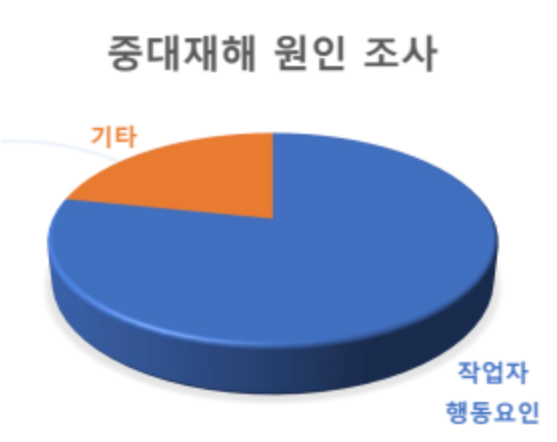 중대재해 원인 조사
기타
작업자
행동요인